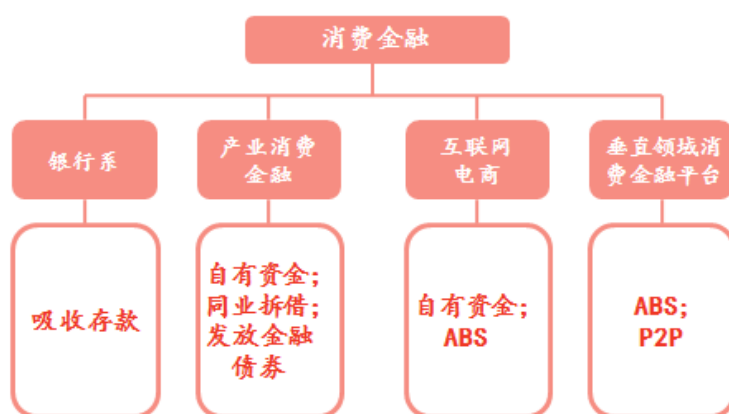 消费金融
银行系
产业消费
金融
互联网
电商
垂直领域消
费金融平台
吸收存款
自有资金；
同业拆借；
发放金融
债券
自有资金；
ABS
ABS；
P2P